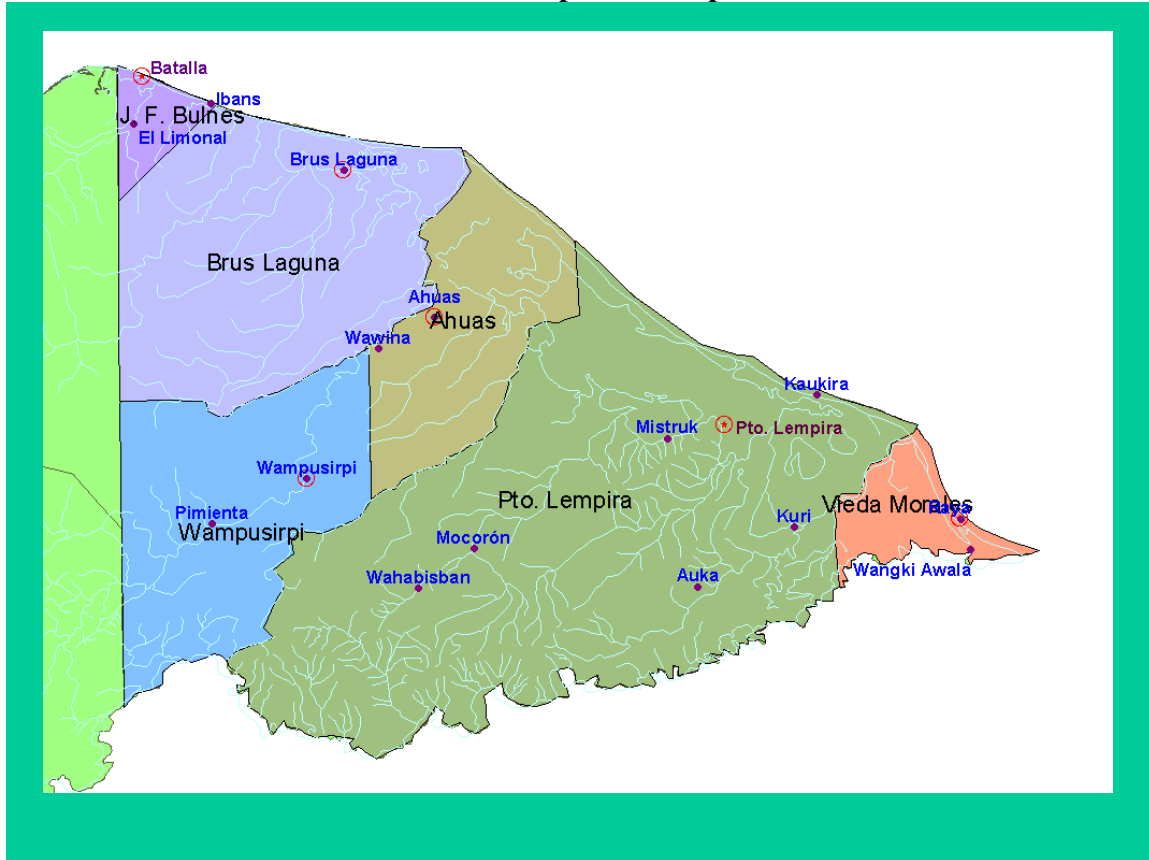 Batalla
Ibans
J. F. Bulnes
El Limonal
Brus Laguna
Brus Laguna
Ahuas
Ahuas
Wawina
Kaukira
Mistruk
Pto. Lempira
Wampusirpi
Pto. Lempira
Vieda Morales
Raya
Pimienta
Wampusirpi
Kuri
Mocorón
Wangki Awala
Wahabisban
Auka